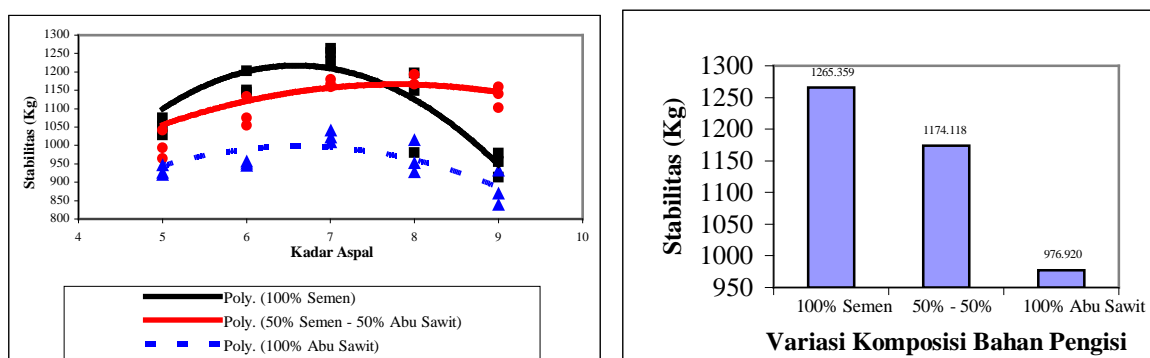 Stabilitas (Kg)
1300
1250
1200
1150
1100
1050
1000
950
900
850
800
4 5 6 7 8 9 10
Kadar Aspal
Poly. (100% Semen)
Poly. (50% Semen - 50% Abu Sawit)
Poly. (100% Abu Sawit)
Stabilitas (Kg)
1300
1250
1200
1150
1100
1050
1000
950
1265.359
1174.118
976.920
100% Semen 50% - 50% 100% Abu Sawit
Variasi Komposisi Bahan Pengisi